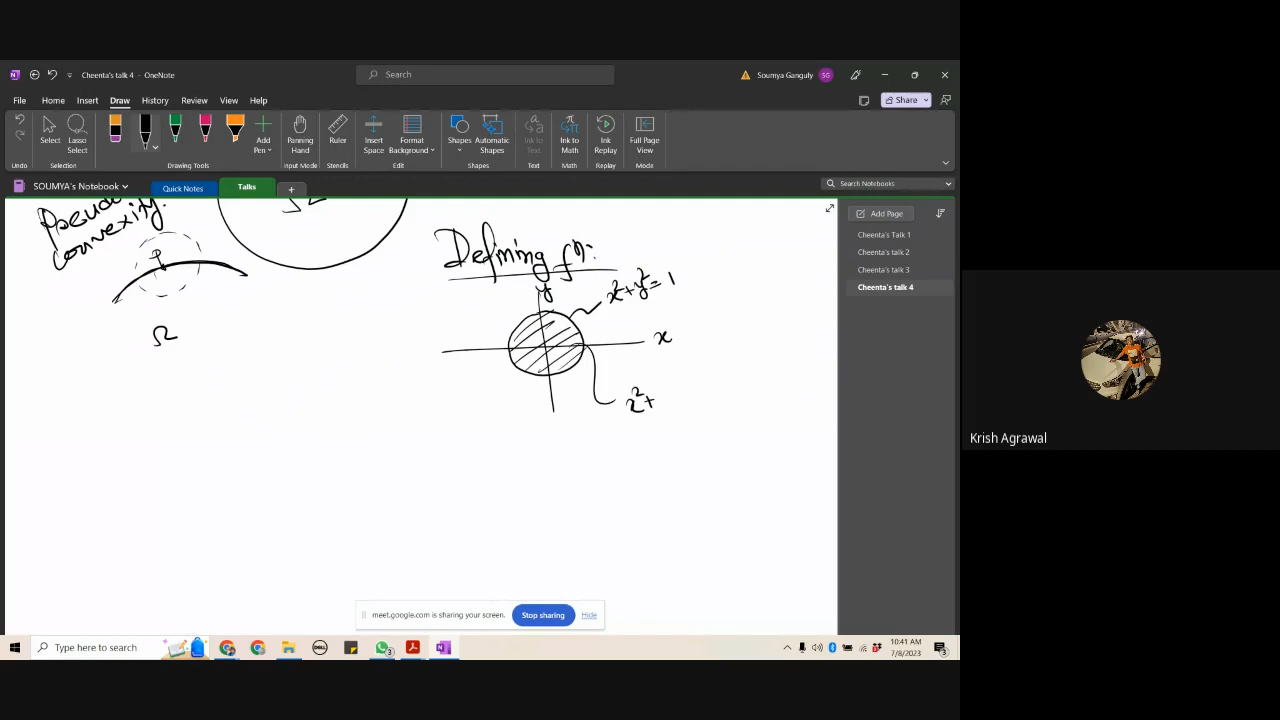 Cheenta's talk 4 - OneNote
Search
Soumya Ganguly
SG
File Home Insert Draw History Review View Help
Share
Select
Lasso Select
Add Pen
Panning Hand
Ruler
Insert Space
Format Background
Shapes
Automatic Shapes
Ink to Text
Ink to Math
Ink Replay
Full Page View
Undo
Selection
Drawing Tools
Input Mode
Stencils
Edit
Shapes
Text
Math
Replay
Mode
SOUMYA's Notebook
Quick Notes
Talks
+
Search Notebooks
Add Page
Cheenta's Talk 1
Cheenta's talk 2
Cheenta's talk 3
Cheenta's talk 4
Pseudo
convexity.
Ω
P
Ω
Defining fn:
y
x²+y²=1
x
x²+
Krish Agrawal
meet.google.com is sharing your screen.
Stop sharing
Hide
Type here to search
DELL
3
10:41 AM
7/8/2023
3